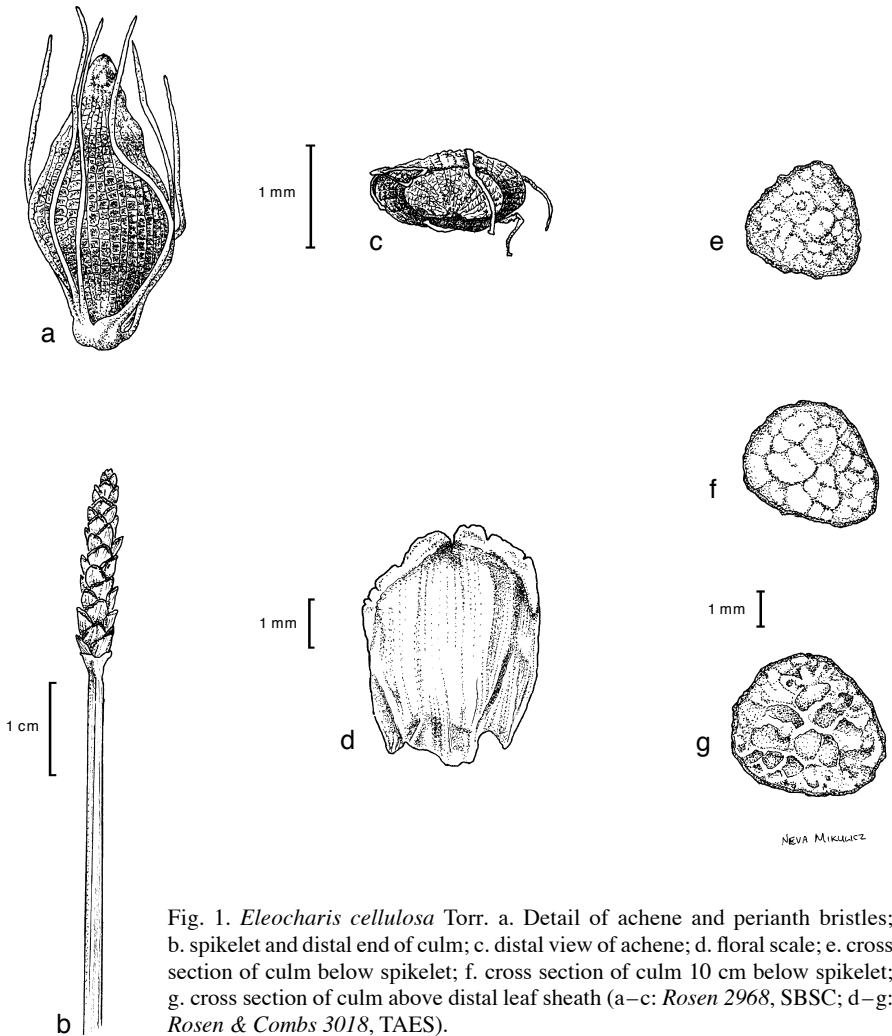 a
1 mm
c
e
f
1 mm
1 mm
d
1 cm
g
NEVA MIKULICZ
b
Fig. 1. Eleocharis cellulosa Torr. a. Detail of achene and perianth bristles;
b. spikelet and distal end of culm; c. distal view of achene; d. floral scale; e. cross
section of culm below spikelet; f. cross section of culm 10 cm below spikelet;
g. cross section of culm above distal leaf sheath (a–c: Rosen 2968, SBSC; d–g:
Rosen & Combs 3018, TAES).